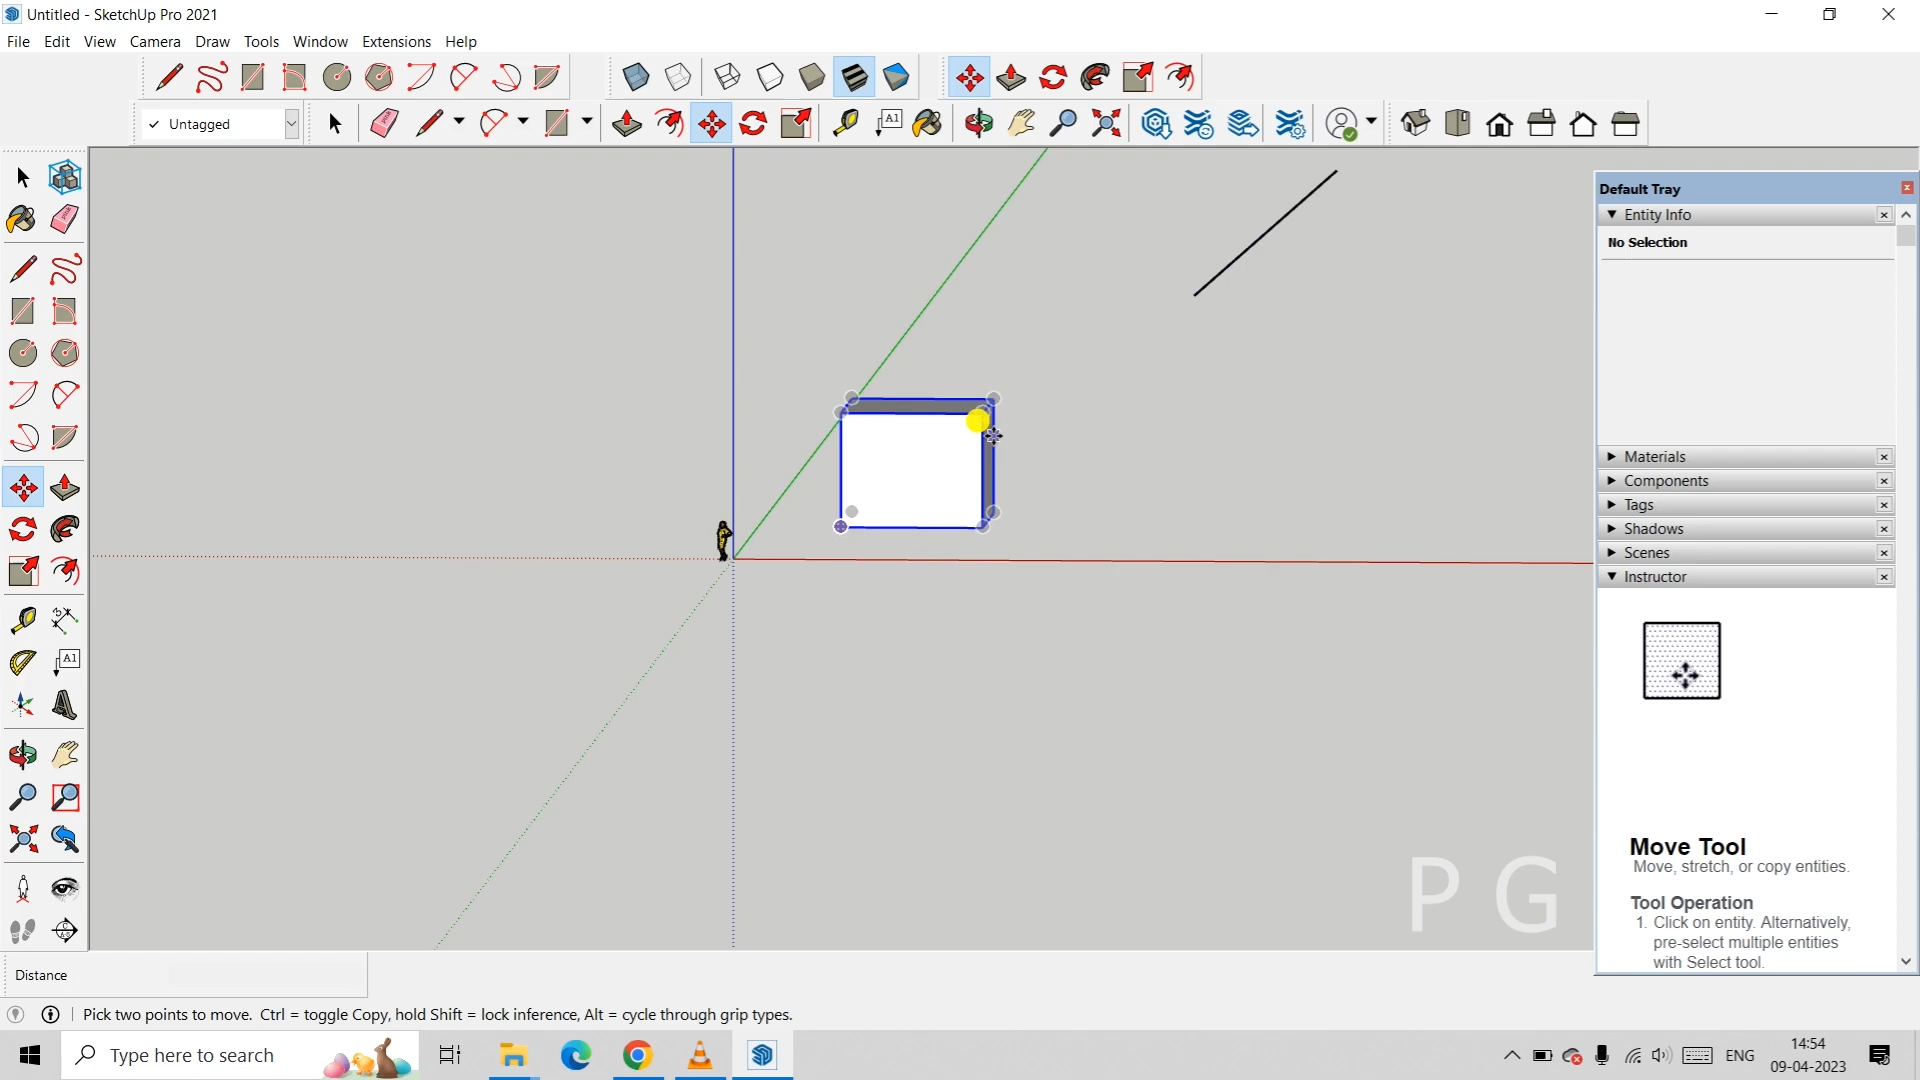 Untitled - SketchUp Pro 2021
File Edit View Camera Draw Tools Window Extensions Help
✓ Untagged
A1
Default Tray
Entity Info
No Selection
Materials
Components
Tags
Shadows
Scenes
Instructor
A1
Move Tool
Move, stretch, or copy entities.
Tool Operation
1. Click on entity. Alternatively,
pre-select multiple entities
with Select tool.
P G
Distance
Pick two points to move. Ctrl = toggle Copy, hold Shift = lock inference, Alt = cycle through grip types.
Type here to search
ENG
14:54
09-04-2023